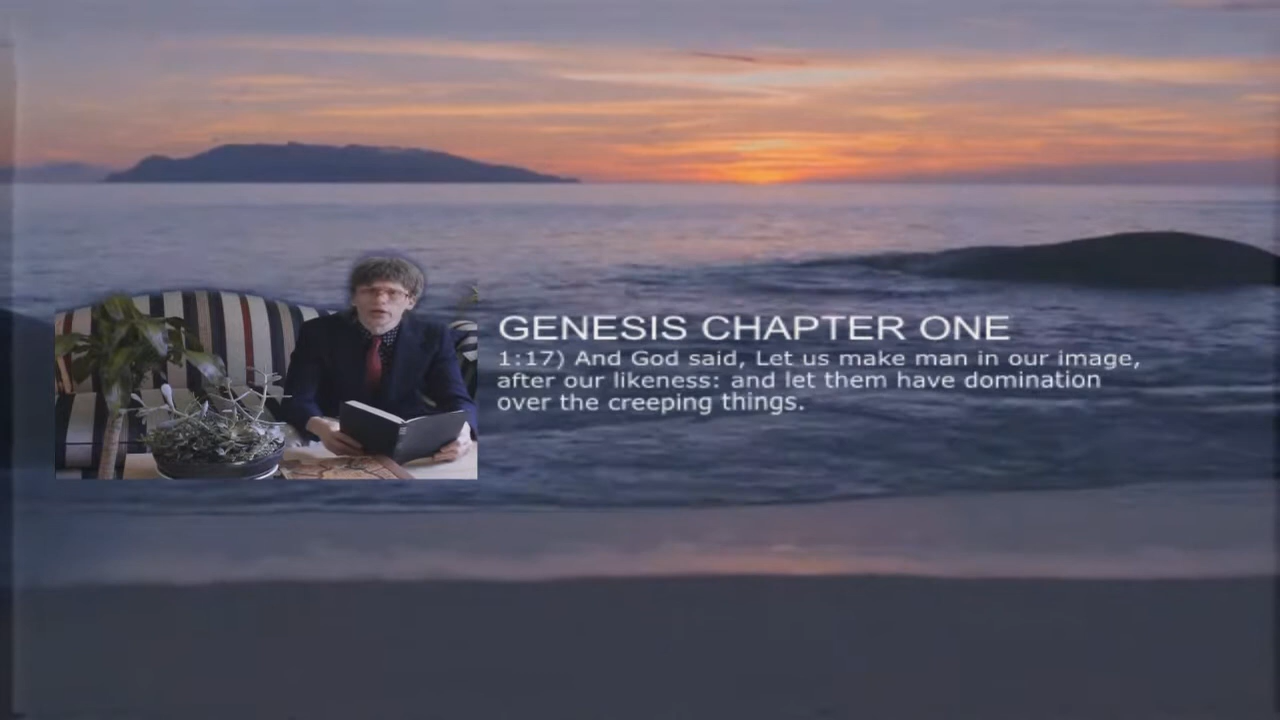 GENESIS CHAPTER ONE
1:17) And God said, Let us make man in our image,
after our likeness: and let them have domination
over the creeping things.